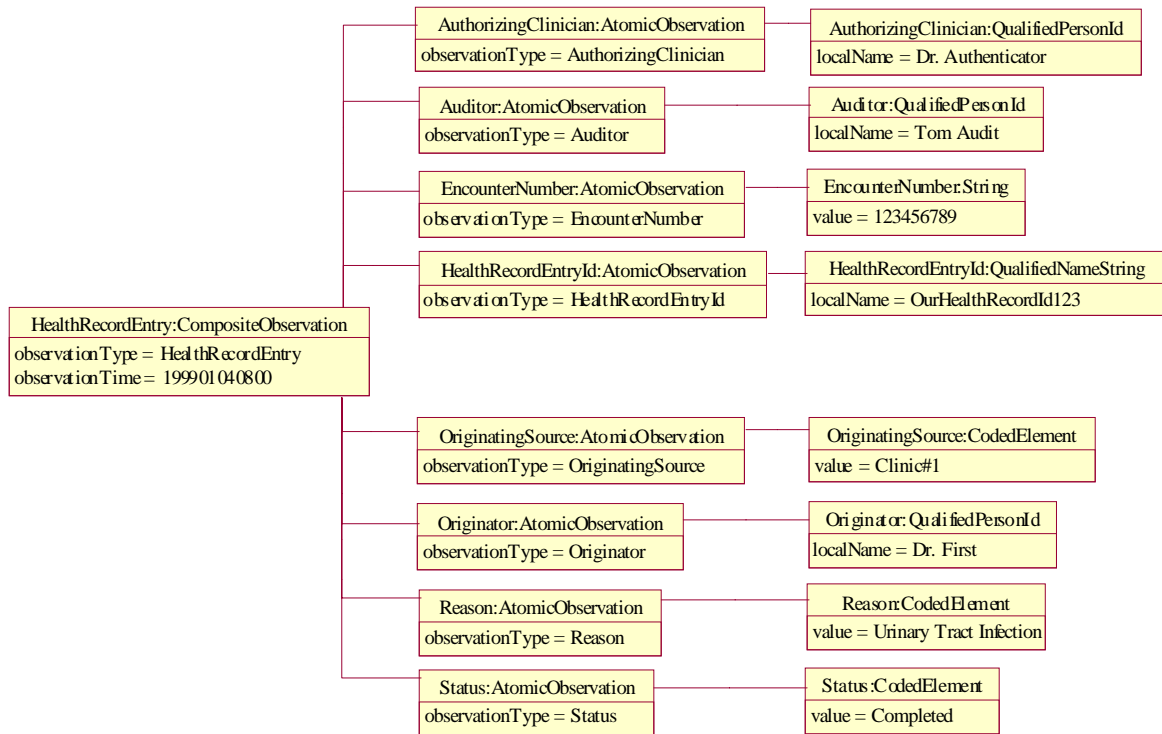 AuthorizingClinician:AtomicObservation
observationType = AuthorizingClinician
AuthorizingClinician:QualifiedPersonId
localName = Dr. Authenticator
Auditor:AtomicObservation
observationType = Auditor
Auditor:QualifiedPersonId
localName = Tom Audit
EncounterNumber:AtomicObservation
observationType = EncounterNumber
EncounterNumber:String
value = 123456789
HealthRecordEntryId:AtomicObservation
observationType = HealthRecordEntryId
HealthRecordEntryId:QualifiedNameString
localName = OurHealthRecordId123
HealthRecordEntry:CompositeObservation
observationType = HealthRecordEntry
observationTime = 199901040800
OriginatingSource:AtomicObservation
observationType = OriginatingSource
OriginatingSource:CodedElement
value = Clinic#1
Originator:AtomicObservation
observationType = Originator
Originator:QualifiedPersonId
localName = Dr. First
Reason:AtomicObservation
observationType = Reason
Reason:CodedElement
value = Urinary Tract Infection
Status:AtomicObservation
observationType = Status
Status:CodedElement
value = Completed